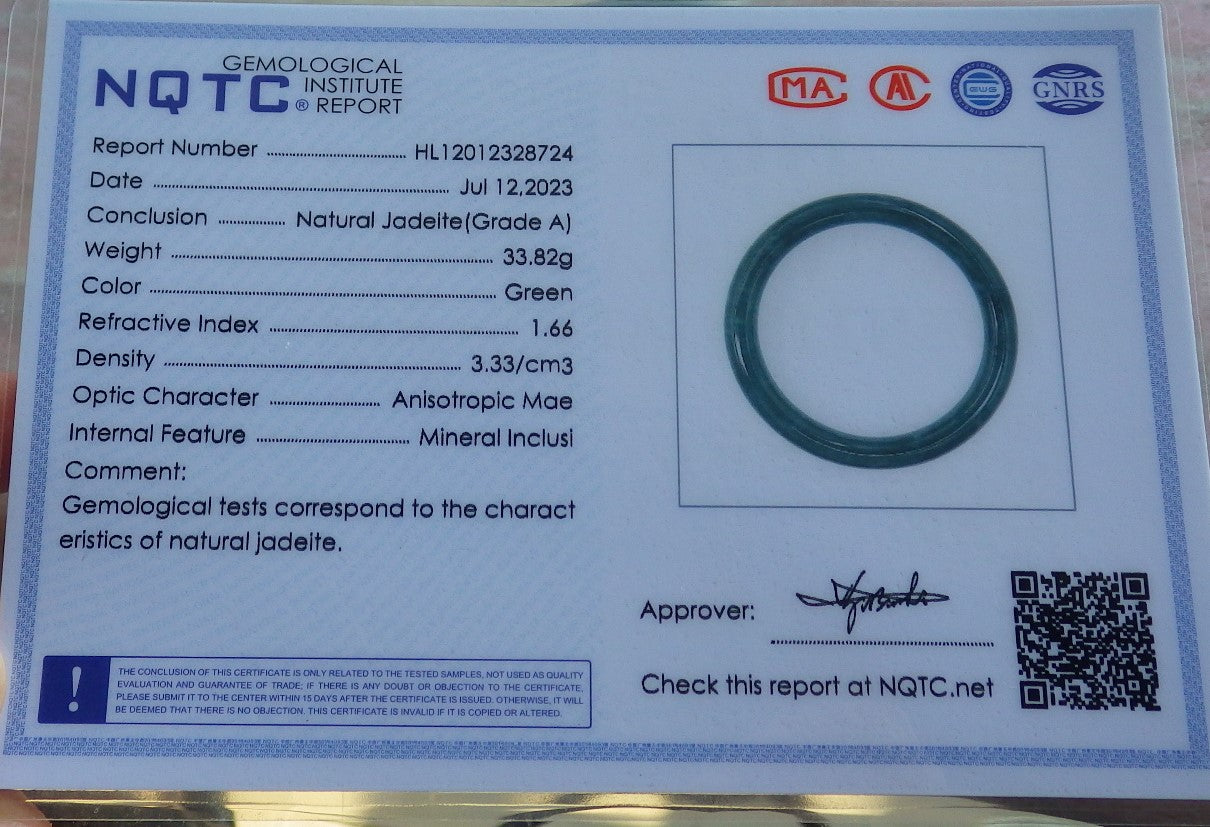 NQTC® GEMOLOGICAL INSTITUTE REPORT
MA
AL
GNRS
Report Number ........ HL12012328724
Date ........ Jul 12,2023
Conclusion ........ Natural Jadeite(Grade A)
Weight ........ 33.82g
Color ........ Green
Refractive Index ........ 1.66
Density ........ 3.33/cm3
Optic Character ........ Anisotropic Mae
Internal Feature ........ Mineral Inclusi
Comment:
Gemological tests correspond to the charact
eristics of natural jadeite.
! THE CONCLUSION OF THIS CERTIFICATE IS ONLY RELATED TO THE TESTED SAMPLES, NOT USED AS QUALITY
EVALUATION AND GUARANTEE OF TRADE; IF THERE IS ANY DOUBT OR OBJECTION TO THE CERTIFICATE,
PLEASE SUBMIT IT TO THE CENTER WITHIN 15 DAYS AFTER THE CERTIFICATE IS ISSUED. OTHERWISE, IT WILL
BE DEEMED THAT THERE IS NO OBJECTION. THIS CERTIFICATE IS INVALID IF IT IS COPIED OR ALTERED.
Approver:
Check this report at NQTC.net